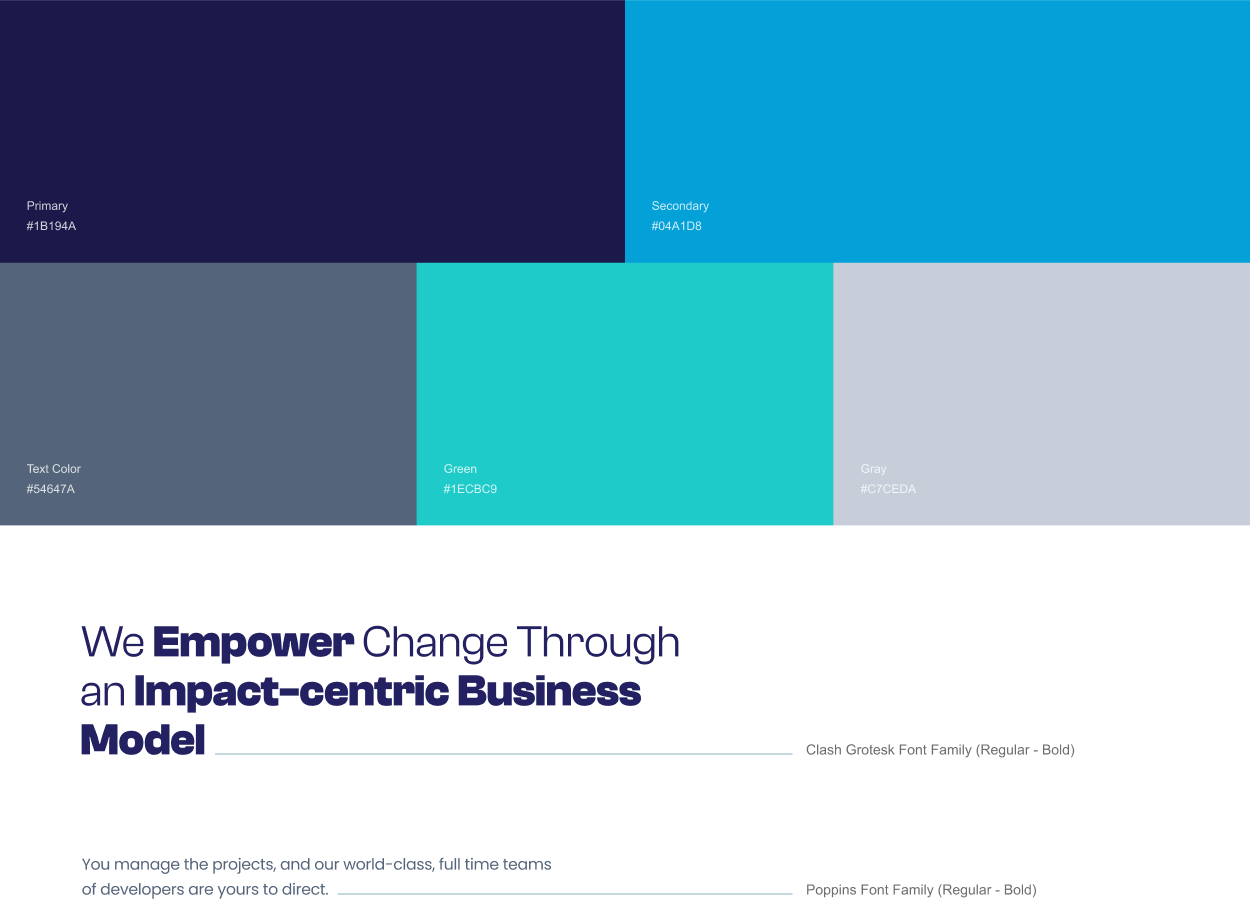 Primary
#1B194A
Secondary
#04A1D8
Text Color
#54647A
Green
#1ECBC9
Gray
#C7CEDA
We Empower Change Through
an Impact-centric Business
Model
Clash Grotesk Font Family (Regular - Bold)
You manage the projects, and our world-class, full time teams
of developers are yours to direct.
Poppins Font Family (Regular - Bold)